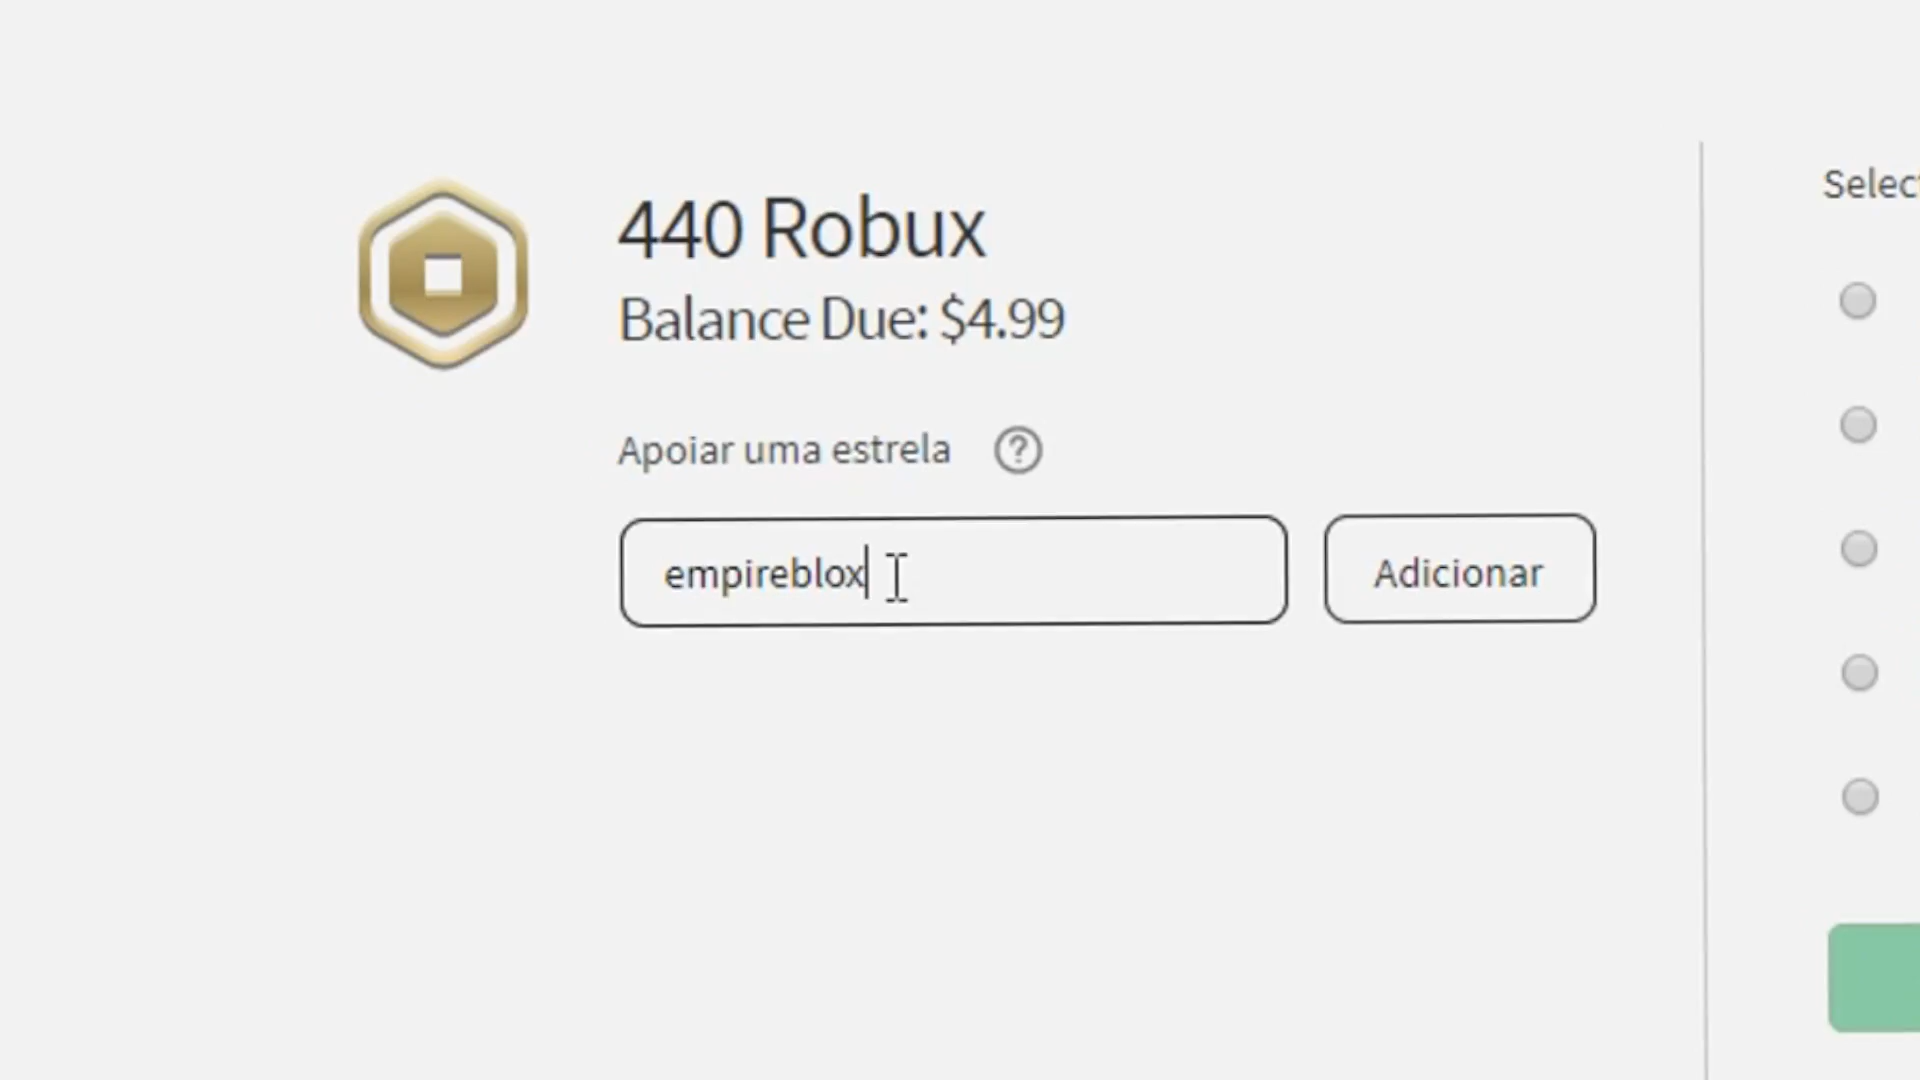 440 Robux
Balance Due: $4.99
Apoiar uma estrela
?
empireblox
Adicionar